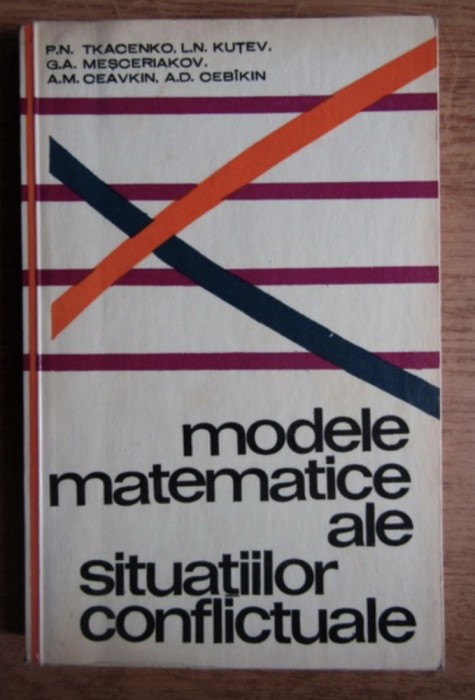 P.N. TKACENKO, L.N. KUȚEV,
G.A. MEȘCERIAKOV,
A.M. CEAVKIN, A.D. CEBÎKIN
modele
matematice
ale
situațiilor
conflictuale